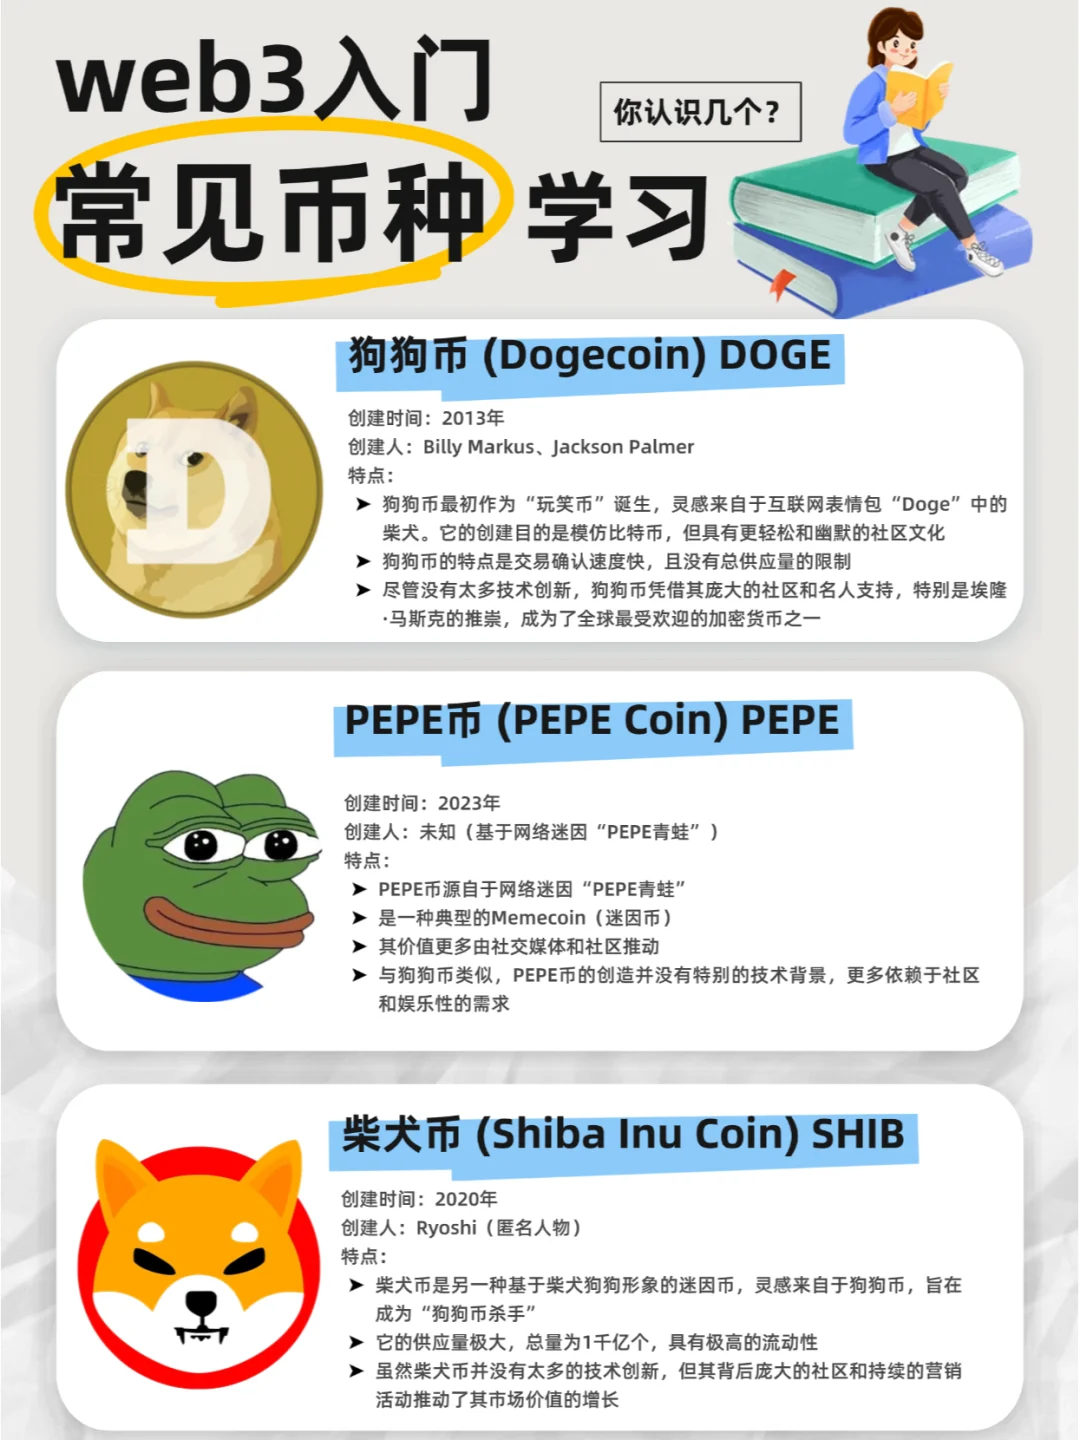 web3入门
你认识几个？
常见币种 学习
狗狗币 (Dogecoin) DOGE
创建时间：2013年
创建人：Billy Markus、Jackson Palmer
特点：
➤ 狗狗币最初作为“玩笑币”诞生，灵感来自于互联网表情包“Doge”中的
柴犬。它的创建目的是模仿比特币，但具有更轻松和幽默的社区文化
➤ 狗狗币的特点是交易确认速度快，且没有总供应量的限制
➤ 尽管没有太多技术创新，狗狗币凭借其庞大的社区和名人支持，特别是埃隆
·马斯克的推崇，成为了全球最受欢迎的加密货币之一
D
PEPE币 (PEPE Coin) PEPE
创建时间：2023年
创建人：未知（基于网络迷因“PEPE青蛙”）
特点：
➤ PEPE币源自于网络迷因“PEPE青蛙”
➤ 是一种典型的Memecoin（迷因币）
➤ 其价值更多由社交媒体和社区推动
➤ 与狗狗币类似，PEPE币的创造并没有特别的技术背景，更多依赖于社区
和娱乐性的需求
柴犬币 (Shiba Inu Coin) SHIB
创建时间：2020年
创建人：Ryoshi（匿名人物）
特点：
➤ 柴犬币是另一种基于柴犬狗狗形象的迷因币，灵感来自于狗狗币，旨在
成为“狗狗币杀手”
➤ 它的供应量极大，总量为1千亿个，具有极高的流动性
➤ 虽然柴犬币并没有太多的技术创新，但其背后庞大的社区和持续的营销
活动推动了其市场价值的增长